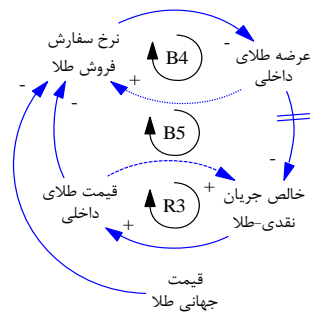 نرخ سفارش
فروش طلا
B4
عرضه طلای
داخلی
-
+
-
-
B5
-
قیمت طلای
داخلی
+
R3
+
خالص جریان
نقدی-طلا
قیمت
جهانی طلا